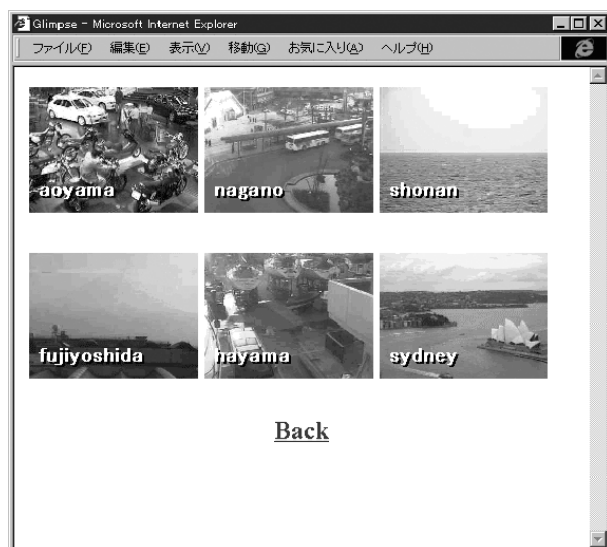 Glimpse - Microsoft Internet Explorer
ファイル(F) 編集(E) 表示(V) 移動(G) お気に入り(A) ヘルプ(H)
aoyama nagano shonan
fujiyoshida hayama sydney
Back